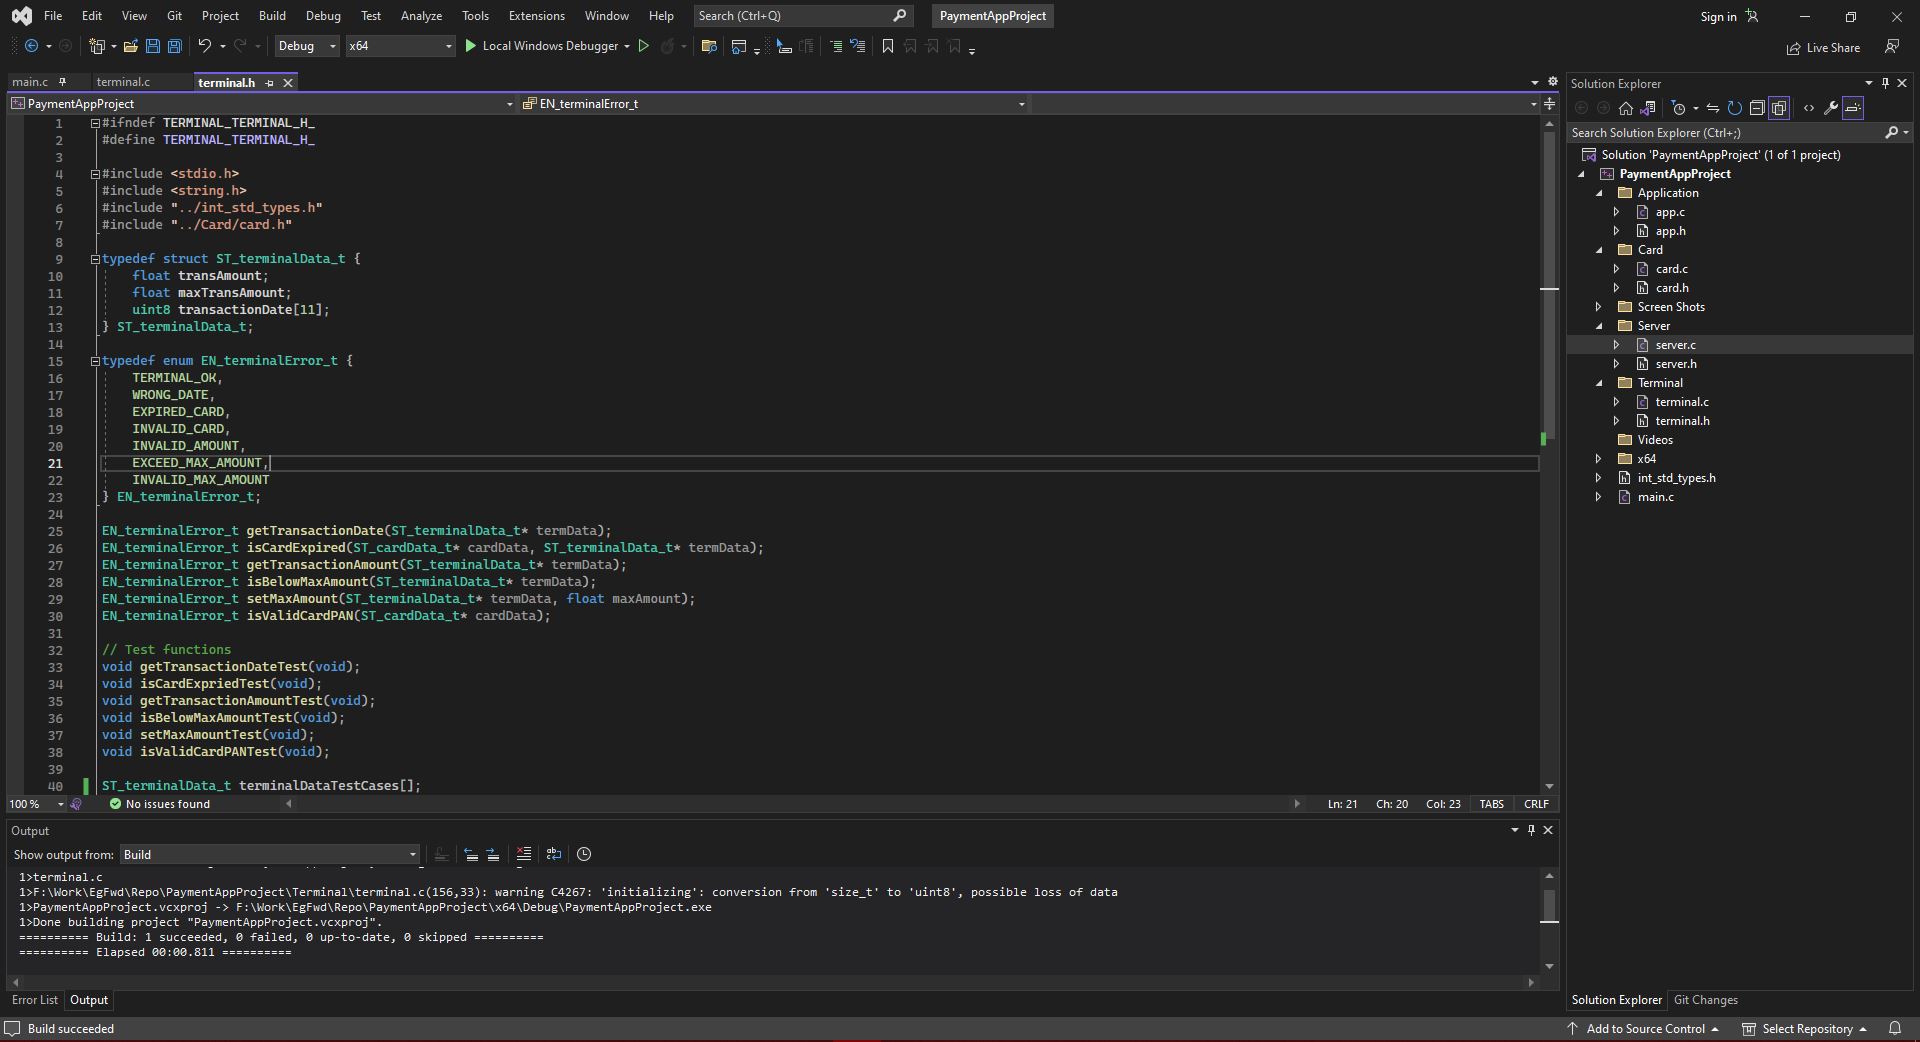 File Edit View Git Project Build Debug Test Analyze Tools Extensions Window Help Search (Ctrl+Q) PaymentAppProject Sign in
Debug x64 Local Windows Debugger Live Share
main.c terminal.c terminal.h
PaymentAppProject EN_terminalError_t
1 #ifndef TERMINAL_TERMINAL_H_
2 #define TERMINAL_TERMINAL_H_
3
4 #include <stdio.h>
5 #include <string.h>
6 #include "../int_std_types.h"
7 #include "../Card/card.h"
8
9 typedef struct ST_terminalData_t {
10 float transAmount;
11 float maxTransAmount;
12 uint8 transactionDate[11];
13 } ST_terminalData_t;
14
15 typedef enum EN_terminalError_t {
16 TERMINAL_OK,
17 WRONG_DATE,
18 EXPIRED_CARD,
19 INVALID_CARD,
20 INVALID_AMOUNT,
21 EXCEED_MAX_AMOUNT,
22 INVALID_MAX_AMOUNT
23 } EN_terminalError_t;
24
25 EN_terminalError_t getTransactionDate(ST_terminalData_t* termData);
26 EN_terminalError_t isCardExpired(ST_cardData_t* cardData, ST_terminalData_t* termData);
27 EN_terminalError_t getTransactionAmount(ST_terminalData_t* termData);
28 EN_terminalError_t isBelowMaxAmount(ST_terminalData_t* termData);
29 EN_terminalError_t setMaxAmount(ST_terminalData_t* termData, float maxAmount);
30 EN_terminalError_t isValidCardPAN(ST_cardData_t* cardData);
31
32 // Test functions
33 void getTransactionDateTest(void);
34 void isCardExpriedTest(void);
35 void getTransactionAmountTest(void);
36 void isBelowMaxAmountTest(void);
37 void setMaxAmountTest(void);
38 void isValidCardPANTest(void);
39
40 ST_terminalData_t terminalDataTestCases[];
100 % No issues found Ln: 21 Ch: 20 Col: 23 TABS CRLF
Output
Show output from: Build
1>terminal.c
1>F:\Work\EgFwd\Repo\PaymentAppProject\Terminal\terminal.c(156,33): warning C4267: 'initializing': conversion from 'size_t' to 'uint8', possible loss of data
1>PaymentAppProject.vcxproj -> F:\Work\EgFwd\Repo\PaymentAppProject\x64\Debug\PaymentAppProject.exe
1>Done building project "PaymentAppProject.vcxproj".
========== Build: 1 succeeded, 0 failed, 0 up-to-date, 0 skipped ==========
========== Elapsed 00:00.811 ==========
Error List Output
Solution Explorer
Search Solution Explorer (Ctrl+;)
Solution 'PaymentAppProject' (1 of 1 project)
PaymentAppProject
Application
app.c
app.h
Card
card.c
card.h
Screen Shots
Server
server.c
server.h
Terminal
terminal.c
terminal.h
Videos
x64
int_std_types.h
main.c
Solution Explorer Git Changes
Build succeeded Add to Source Control Select Repository